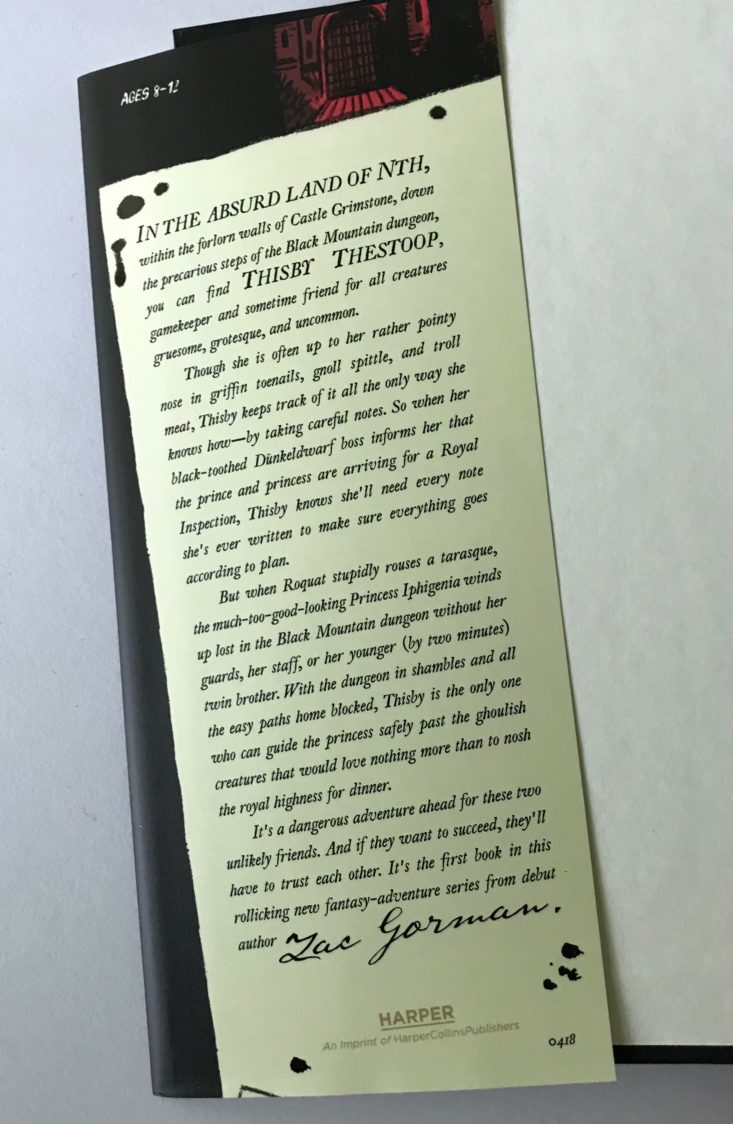 AGES 8-12
IN THE ABSURD LAND OF NTH,
within the forlorn walls of Castle Grimstone, down
the precarious steps of the Black Mountain dungeon,
you can find THISBY THESTOOP,
gamekeeper and sometime friend for all creatures
gruesome, grotesque, and uncommon.
Though she is often up to her rather pointy
nose in griffin toenails, gnoll spittle, and troll
meat, Thisby keeps track of it all the only way she
knows how—by taking careful notes. So when her
black-toothed Dünkeldwarf boss informs her that
the prince and princess are arriving for a Royal
Inspection, Thisby knows she'll need every note
she's ever written to make sure everything goes
according to plan.
But when Roquat stupidly rouses a tarasque,
the much-too-good-looking Princess Iphigenia winds
up lost in the Black Mountain dungeon without her
guards, her staff, or her younger (by two minutes)
twin brother. With the dungeon in shambles and all
the easy paths home blocked, Thisby is the only one
who can guide the princess safely past the ghoulish
creatures that would love nothing more than to nosh
the royal highness for dinner.
It's a dangerous adventure ahead for these two
unlikely friends. And if they want to succeed, they'll
have to trust each other. It's the first book in this
rollicking new fantasy-adventure series from debut
author Zac Gorman.
HARPER
An Imprint of HarperCollinsPublishers
0418